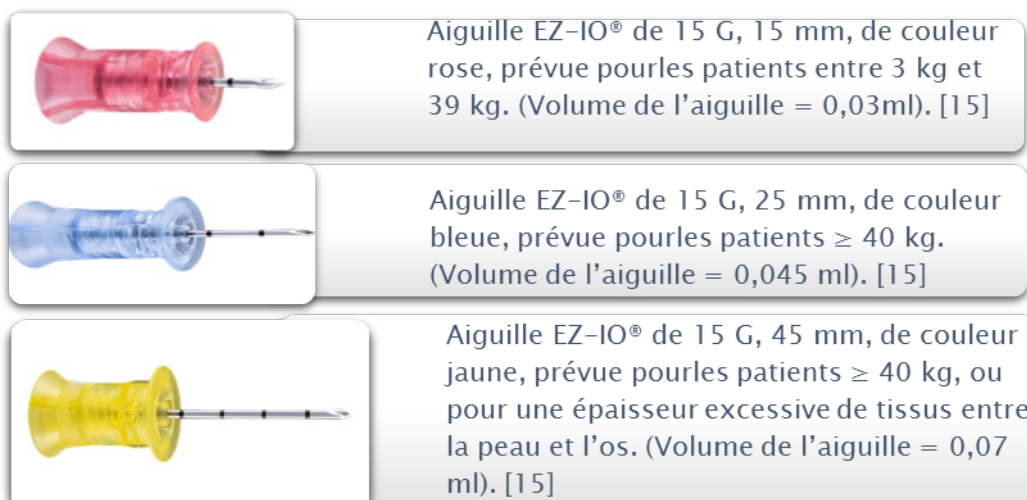 Aiguille EZ-IO® de 15 G, 15 mm, de couleur
rose, prévue pourles patients entre 3 kg et
39 kg. (Volume de l'aiguille = 0,03ml). [15]
Aiguille EZ-IO® de 15 G, 25 mm, de couleur
bleue, prévue pourles patients ≥ 40 kg.
(Volume de l'aiguille = 0,045 ml). [15]
Aiguille EZ-IO® de 15 G, 45 mm, de couleur
jaune, prévue pourles patients ≥ 40 kg, ou
pour une épaisseur excessive de tissus entre
la peau et l'os. (Volume de l'aiguille = 0,07
ml). [15]